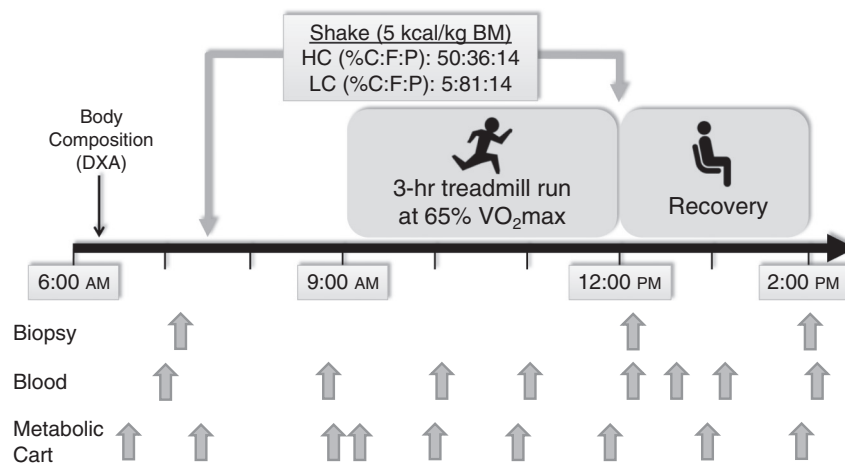 Shake (5 kcal/kg BM)
HC (%C:F:P): 50:36:14
LC (%C:F:P): 5:81:14
Body
Composition
(DXA)
3-hr treadmill run
at 65% VO₂max
Recovery
6:00 AM
9:00 AM
12:00 PM
2:00 PM
Biopsy
Blood
Metabolic
Cart